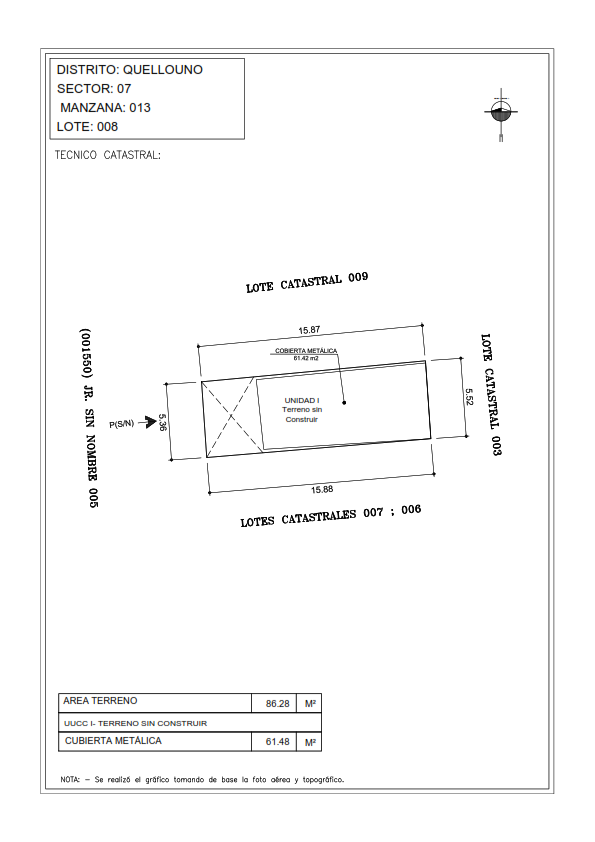 DISTRITO: QUELLOUNO
SECTOR: 07
MANZANA: 013
LOTE: 008
TECNICO CATASTRAL:
LOTE CATASTRAL 009
15.87
COBIERTA METÁLICA
61.42 m2
(001550) JR. SIN NOMBRE 005
P(S/N)
5.36
UNIDAD I
Terreno sin
Construir
5.52
LOTE CATASTRAL 003
15.88
LOTES CATASTRALES 007 ; 006
AREA TERRENO 86.28 M²
UUCC I- TERRENO SIN CONSTRUIR
CUBIERTA METÁLICA 61.48 M²
NOTA: - Se realizó el gráfico tomando de base la foto aérea y topográfico.